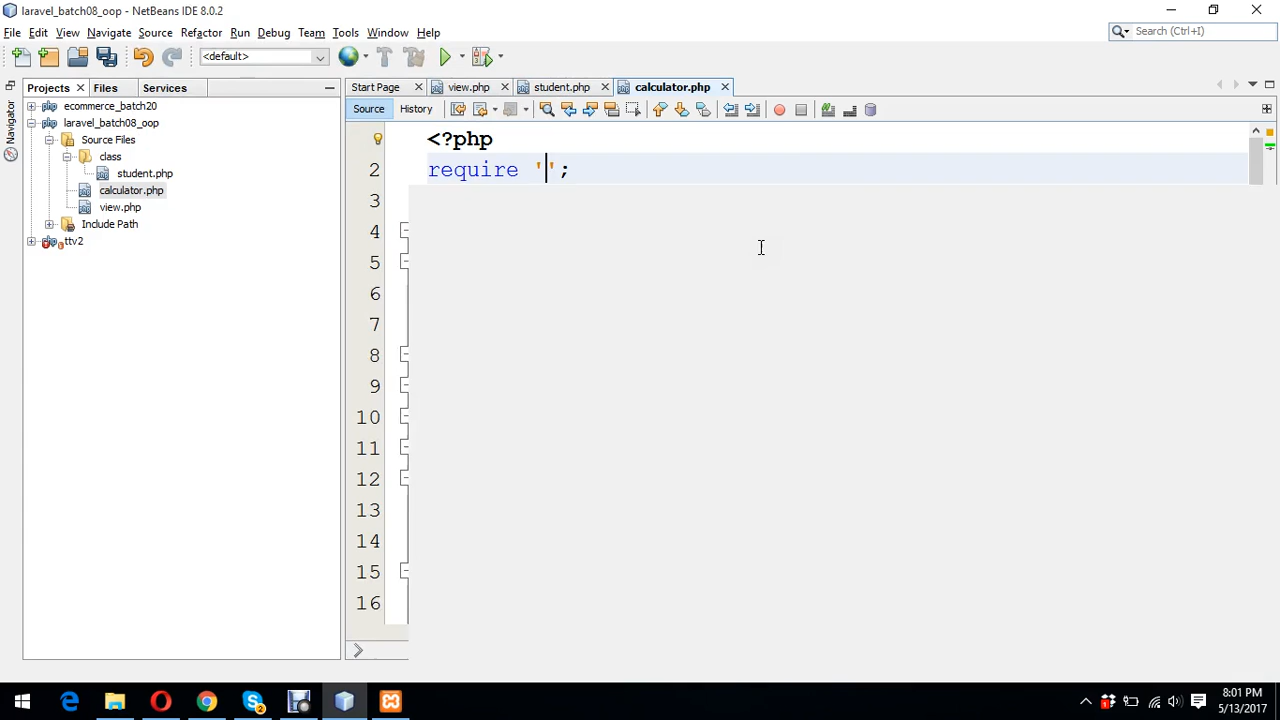 laravel_batch08_oop - NetBeans IDE 8.0.2
File Edit View Navigate Source Refactor Run Debug Team Tools Window Help
Search (Ctrl+I)
<default>
Projects Files Services
Start Page view.php student.php calculator.php
Source History
Navigator
ecommerce_batch20
laravel_batch08_oop
Source Files
class
student.php
calculator.php
view.php
Include Path
ttv2
<?php
2 require '';
3
4
5
6
7
8
9
10
11
12
13
14
15
16
8:01 PM
5/13/2017